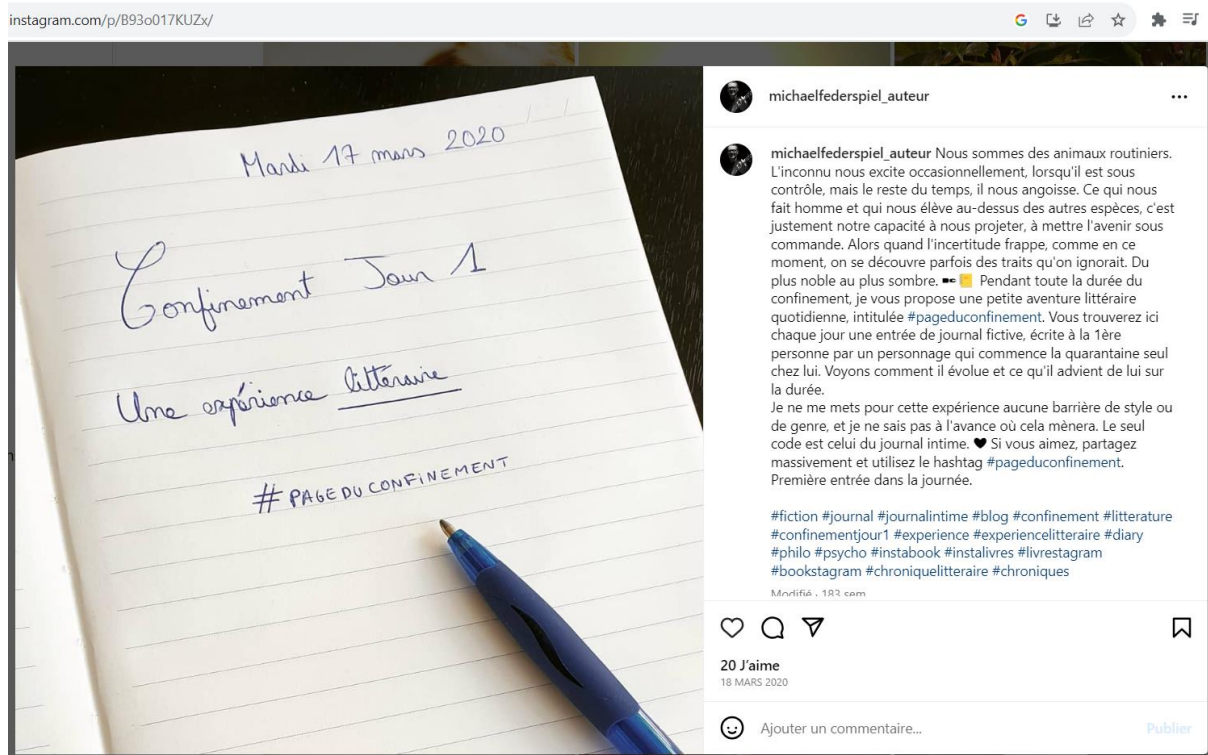 instagram.com/p/B93o017KUZx/
Mardi 17 mars 2020
Confinement Jour 1
Une expérience littéraire
#PAGEDUCONFINEMENT
michaelfederspiel_auteur
michaelfederspiel_auteur Nous sommes des animaux routiniers.
L'inconnu nous excite occasionnellement, lorsqu'il est sous
contrôle, mais le reste du temps, il nous angoisse. Ce qui nous
fait homme et qui nous élève au-dessus des autres espèces, c'est
justement notre capacité à nous projeter, à mettre l'avenir sous
commande. Alors quand l'incertitude frappe, comme en ce
moment, on se découvre parfois des traits qu'on ignorait. Du
plus noble au plus sombre. ✒️📒 Pendant toute la durée du
confinement, je vous propose une petite aventure littéraire
quotidienne, intitulée #pageduconfinement. Vous trouverez ici
chaque jour une entrée de journal fictive, écrite à la 1ère
personne par un personnage qui commence la quarantaine seul
chez lui. Voyons comment il évolue et ce qu'il advient de lui sur
la durée.
Je ne me mets pour cette expérience aucune barrière de style ou
de genre, et je ne sais pas à l'avance où cela mènera. Le seul
code est celui du journal intime. 🖤 Si vous aimez, partagez
massivement et utilisez le hashtag #pageduconfinement.
Première entrée dans la journée.
#fiction #journal #journalintime #blog #confinement #litterature
#confinementjour1 #experience #experiencelitteraire #diary
#philo #psycho #instabook #instalivres #livrestagram
#bookstagram #chroniquelitteraire #chroniques
Modifié · 183 sem
20 J'aime
18 MARS 2020
Ajouter un commentaire...
Publier